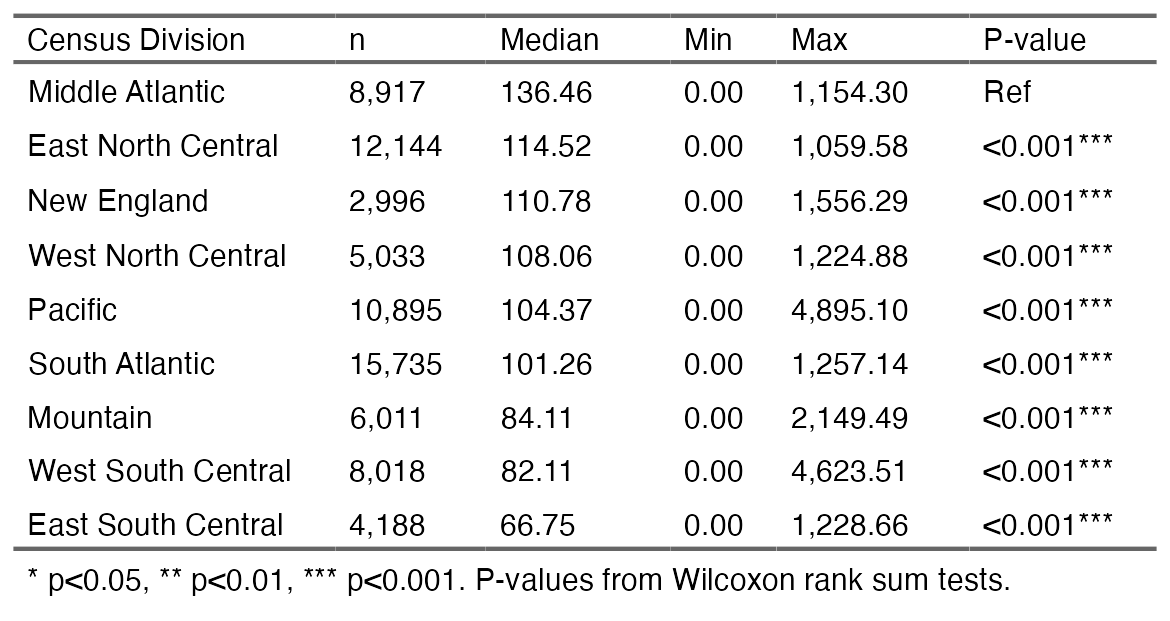 Census Division n Median Min Max P-value
Middle Atlantic 8,917 136.46 0.00 1,154.30 Ref
East North Central 12,144 114.52 0.00 1,059.58 <0.001***
New England 2,996 110.78 0.00 1,556.29 <0.001***
West North Central 5,033 108.06 0.00 1,224.88 <0.001***
Pacific 10,895 104.37 0.00 4,895.10 <0.001***
South Atlantic 15,735 101.26 0.00 1,257.14 <0.001***
Mountain 6,011 84.11 0.00 2,149.49 <0.001***
West South Central 8,018 82.11 0.00 4,623.51 <0.001***
East South Central 4,188 66.75 0.00 1,228.66 <0.001***
* p<0.05, ** p<0.01, *** p<0.001. P-values from Wilcoxon rank sum tests.